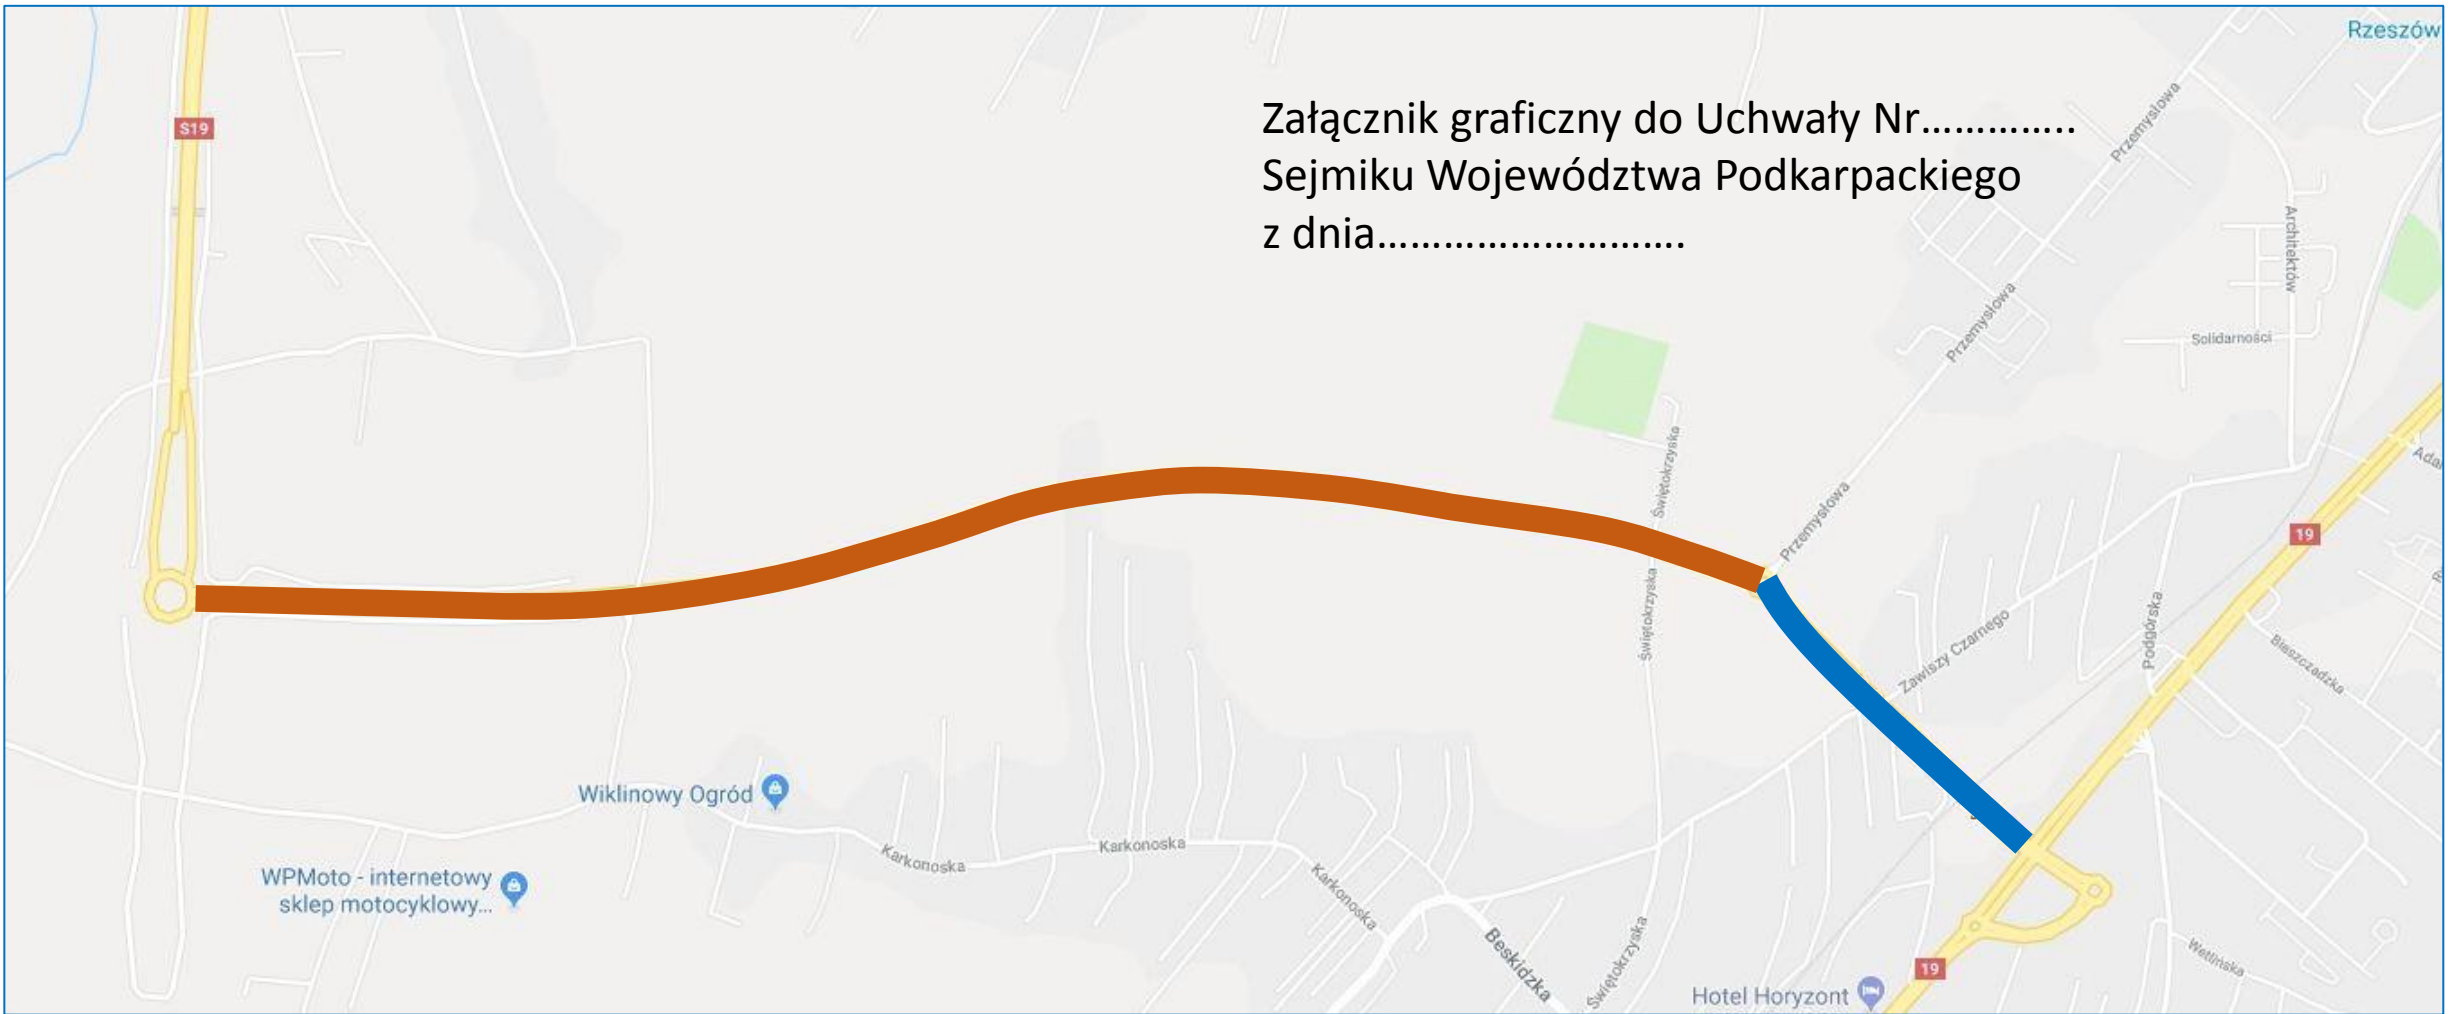 Rzeszów
S19
Załącznik graficzny do Uchwały Nr…………..
Sejmiku Województwa Podkarpackiego
z dnia……………………….
Przemysłowa
Architektów
Przemysłowa
Solidarności
Świętokrzyska
Przemysłowa
19
Świętokrzyska
Zawiszy Czarnego
Podgórska
Wiklinowy Ogród
Karkonoska
Karkonoska
WPMoto - internetowy
sklep motocyklowy...
Karkonoska
Beskidzka
Świętokrzyska
19
Wetlińska
Hotel Horyzont